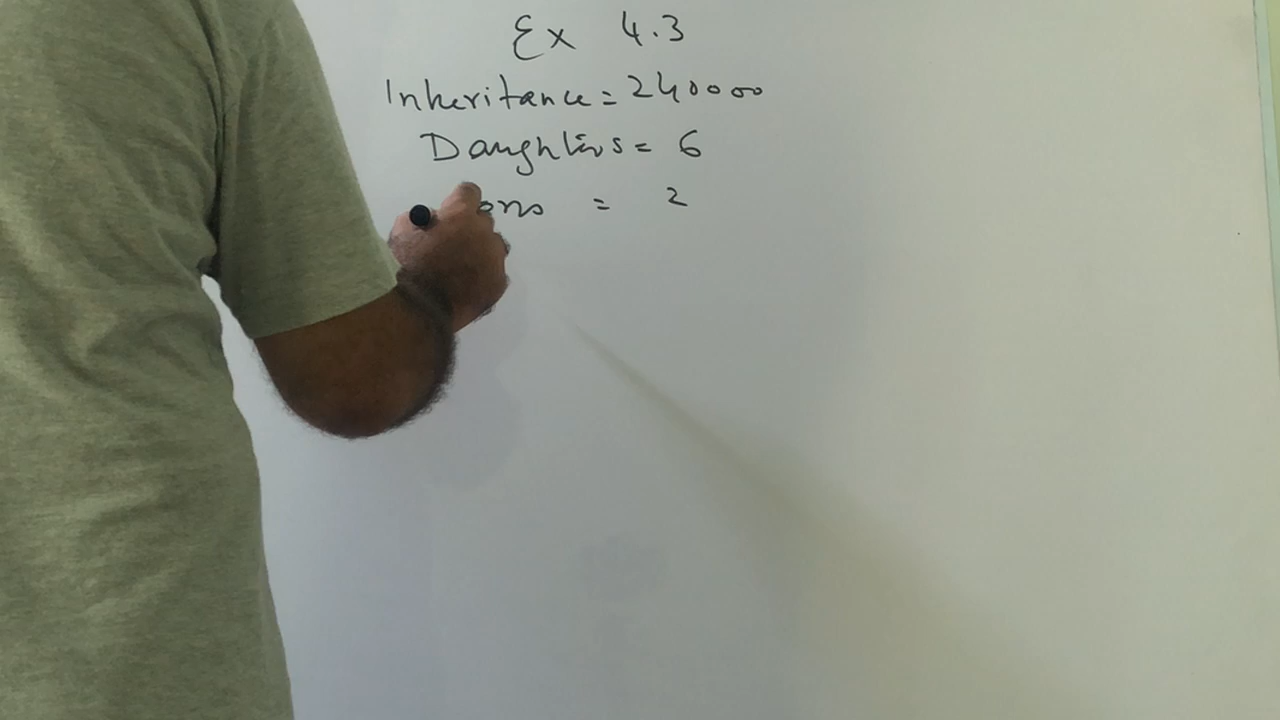 Ex 4.3
Inheritance = 240000
Daughters = 6
ons = 2